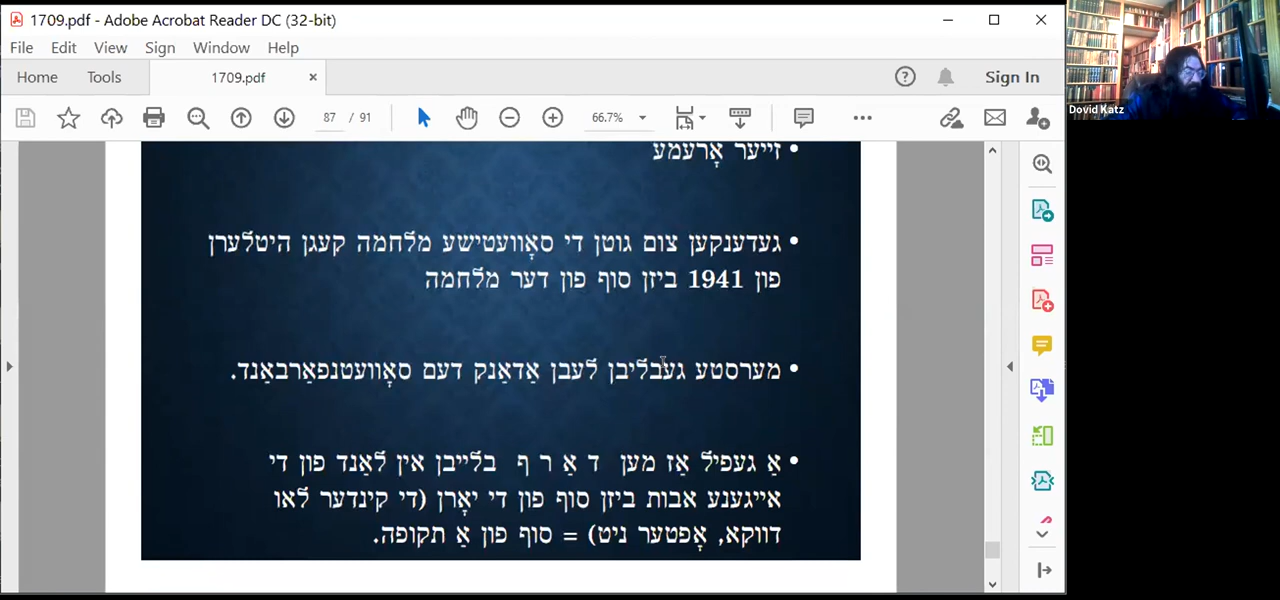 1709.pdf - Adobe Acrobat Reader DC (32-bit)
File Edit View Sign Window Help
Home Tools 1709.pdf Sign In
87 / 91 66.7%
Dovid Katz
• זייער אָרעמע
• געדענקען צום גוטן די סאָוועטישע מלחמה קעגן היטלערן
פון 1941 ביזן סוף פון דער מלחמה
• מערסטע געבליבן לעבן אַדאַנק דעם סאָוועטנפאַרבאַנד.
• אַ געפיל אַז מען ד אַ ר ף בלייבן אין לאַנד פון די
אייגענע אבות ביזן סוף פון די יאָרן (די קינדער לאו
דווקא, אָפטער ניט) = סוף פון אַ תקופה.